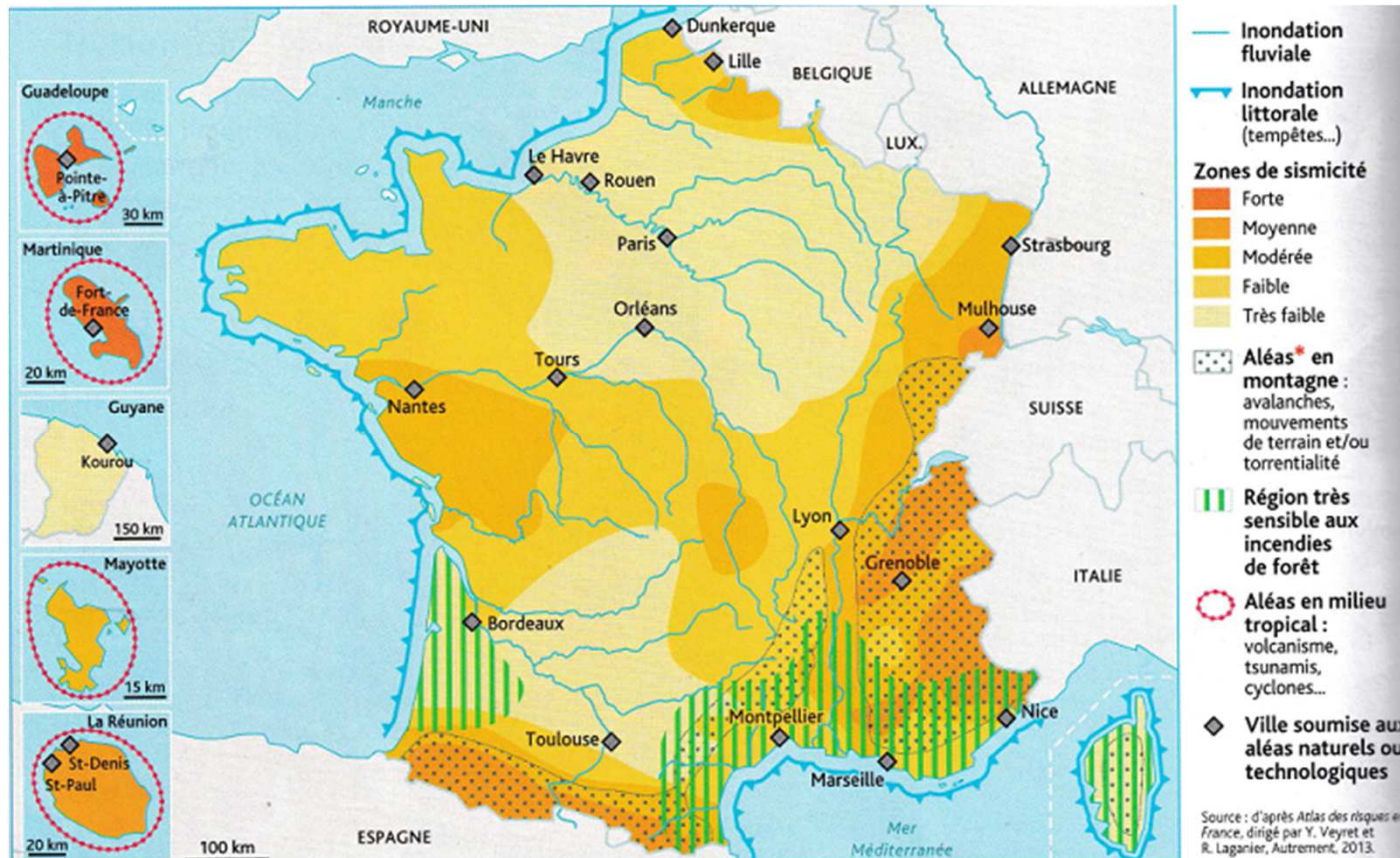 ROYAUME-UNI
Dunkerque
Lille
BELGIQUE
ALLEMAGNE
Manche
LUX.
Le Havre
Rouen
Paris
Strasbourg
Orléans
Mulhouse
Tours
Nantes
SUISSE
OCÉAN
ATLANTIQUE
Lyon
Grenoble
ITALIE
Bordeaux
Montpellier
Nice
Toulouse
Marseille
ESPAGNE
Mer
Méditerranée
100 km
Guadeloupe
Pointe-
à-Pitre
30 km
Martinique
Fort-
de-France
20 km
Guyane
Kourou
150 km
Mayotte
15 km
La Réunion
St-Denis
St-Paul
20 km
Inondation
fluviale
Inondation
littorale
(tempêtes...)
Zones de sismicité
Forte
Moyenne
Modérée
Faible
Très faible
Aléas* en
montagne :
avalanches,
mouvements
de terrain et/ou
torrentialité
Région très
sensible aux
incendies
de forêt
Aléas en milieu
tropical :
volcanisme,
tsunamis,
cyclones...
Ville soumise aux
aléas naturels ou
technologiques
Source : d'après Atlas des risques en
France, dirigé par Y. Veyret et
R. Laganier, Autrement, 2013.